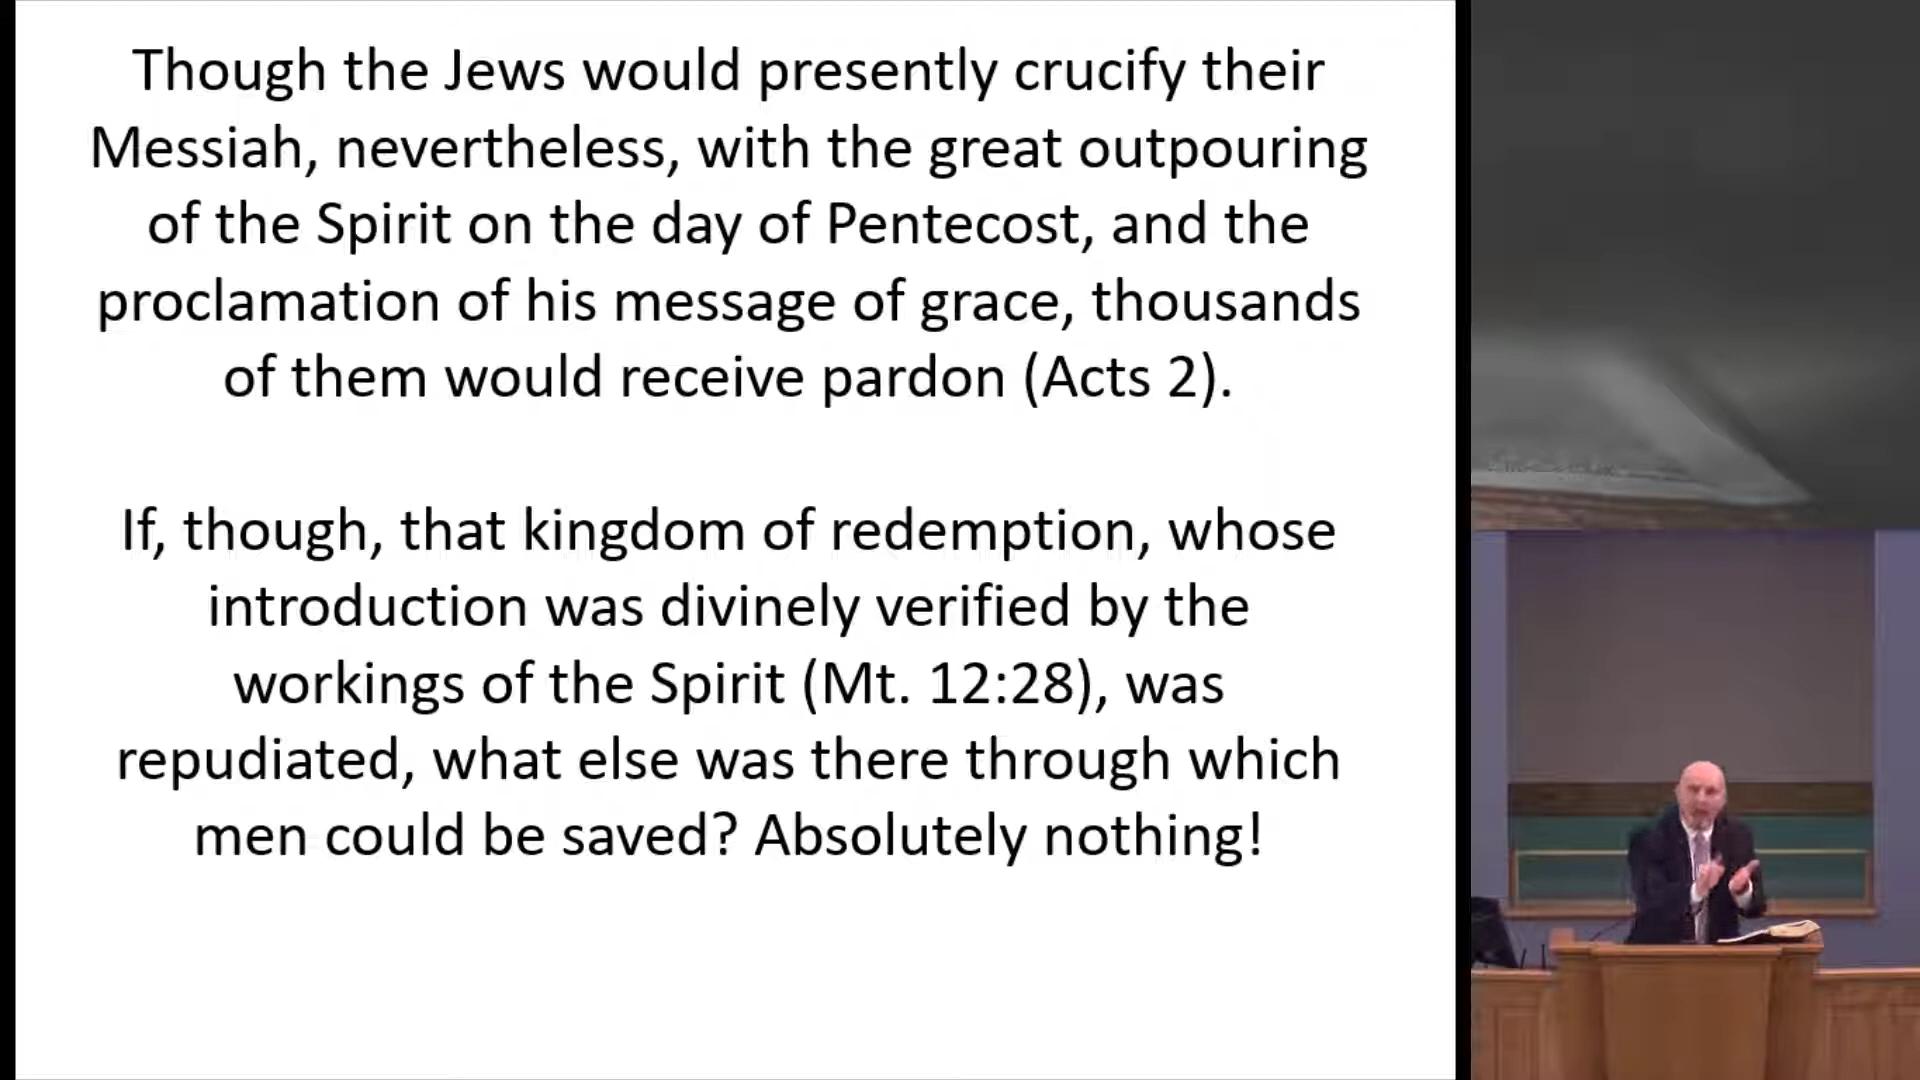 Though the Jews would presently crucify their
Messiah, nevertheless, with the great outpouring
of the Spirit on the day of Pentecost, and the
proclamation of his message of grace, thousands
of them would receive pardon (Acts 2).
If, though, that kingdom of redemption, whose
introduction was divinely verified by the
workings of the Spirit (Mt. 12:28), was
repudiated, what else was there through which
men could be saved? Absolutely nothing!